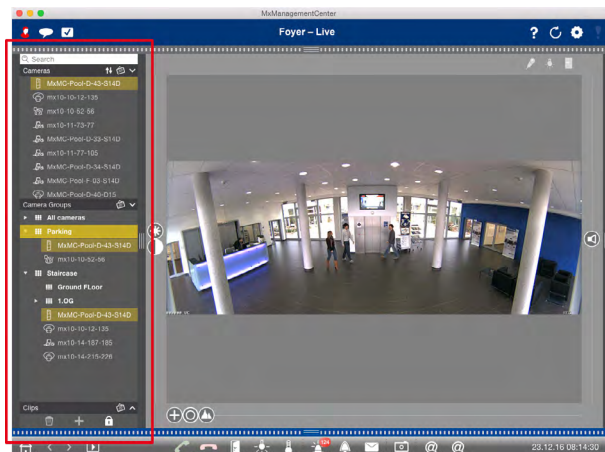 MxManagementCenter
Foyer – Live
Search
Cameras
MxMC-Pool-D-43-S14D
mx10-10-12-135
mx10-10-52-56
mx10-11-73-77
MxMC-Pool-D-33-S14D
mx10-11-77-105
MxMC-Pool-D-34-S14D
MxMC-Pool-F-03-S14D
MxMC-Pool-D-40-D15
Camera Groups
All cameras
Parking
MxMC-Pool-D-43-S14D
mx10-10-52-56
Staircase
Ground FLoor
1.OG
MxMC-Pool-D-43-S14D
mx10-10-12-135
mx10-14-187-185
mx10-14-215-226
Clips
124
23.12.16 08:14:30